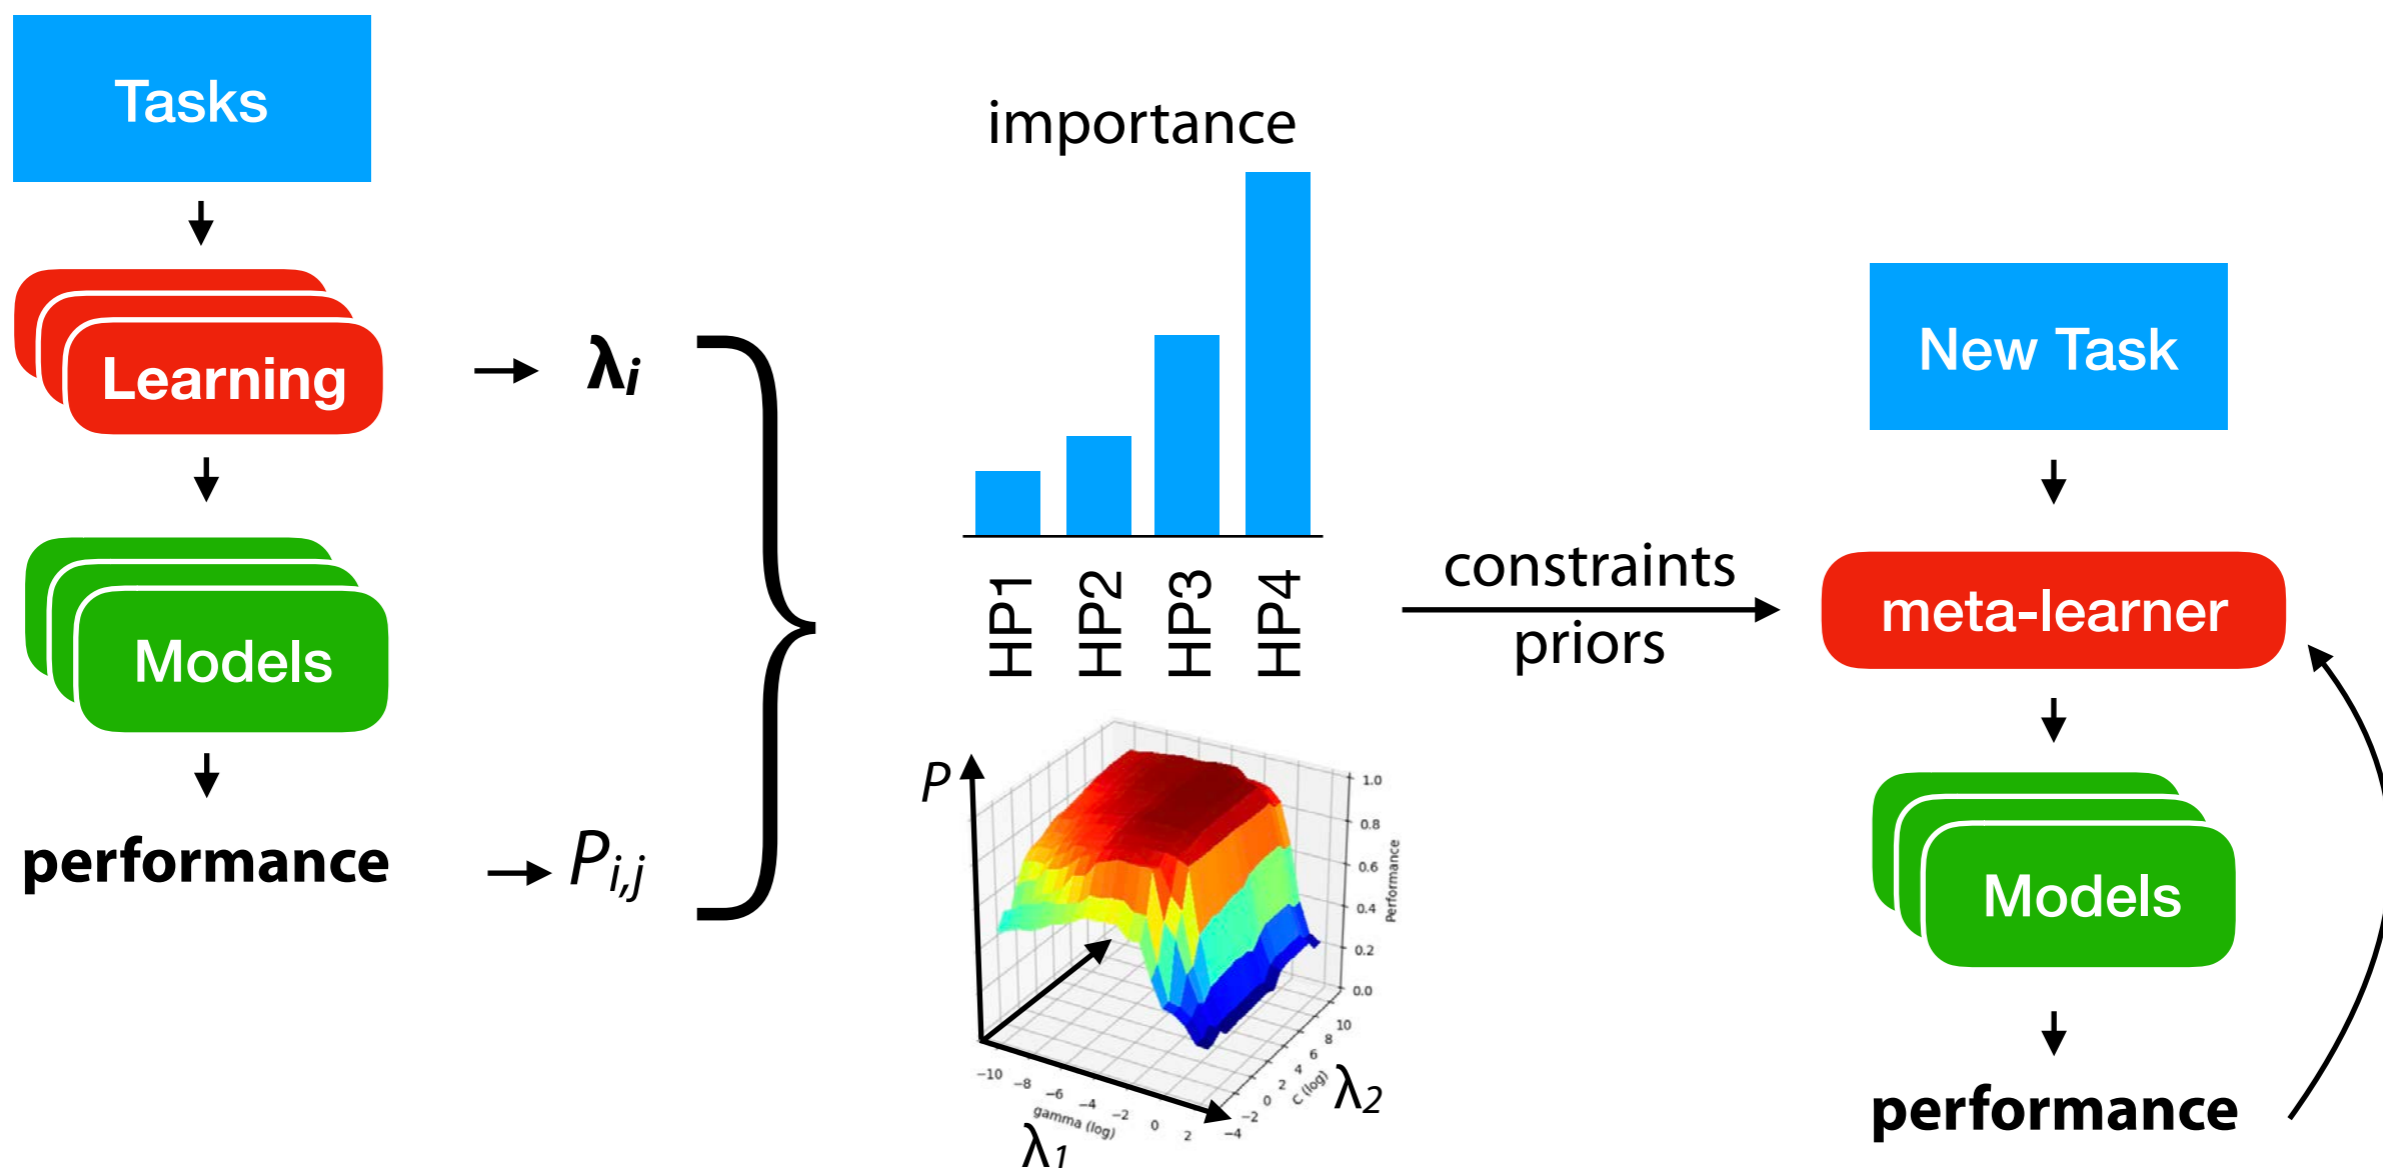 Tasks
Learning
λi
Models
performance
Pi,j
importance
HP1
HP2
HP3
HP4
P
1.0
0.8
0.6
0.4
0.2
0.0
Performance
−10
−8
−6
−4
−2
0
2
gamma (log)
λ1
−4
−2
0
2
4
6
8
10
C (log)
λ2
constraints
priors
New Task
meta-learner
Models
performance